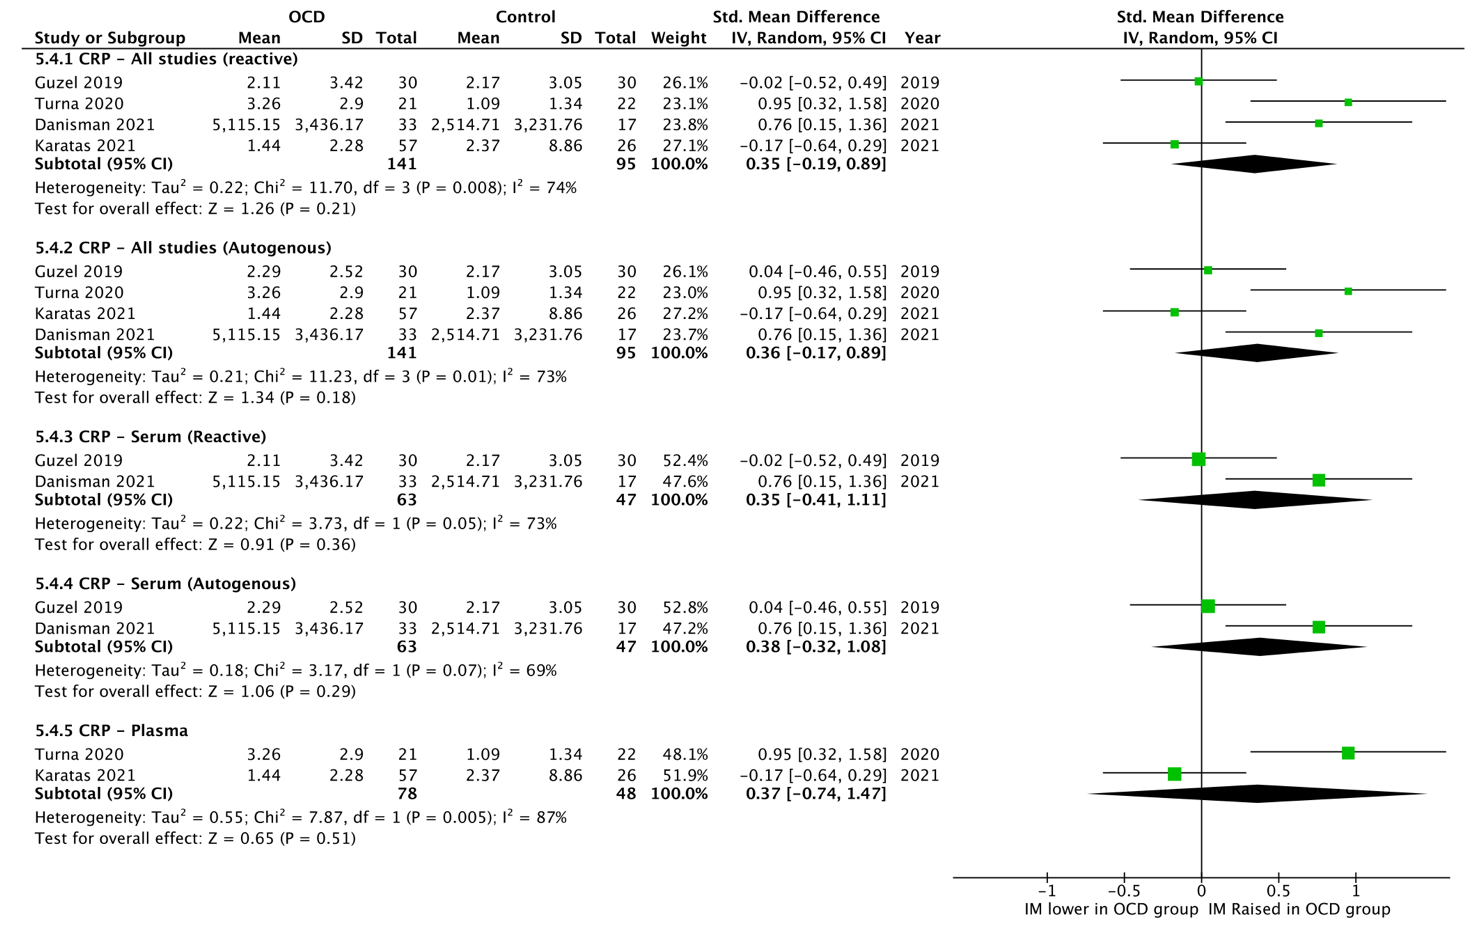 OCD Control Std. Mean Difference Std. Mean Difference
Study or Subgroup Mean SD Total Mean SD Total Weight IV, Random, 95% CI Year IV, Random, 95% CI
5.4.1 CRP – All studies (reactive)
Guzel 2019 2.11 3.42 30 2.17 3.05 30 26.1% −0.02 [−0.52, 0.49] 2019
Turna 2020 3.26 2.9 21 1.09 1.34 22 23.1% 0.95 [0.32, 1.58] 2020
Danisman 2021 5,115.15 3,436.17 33 2,514.71 3,231.76 17 23.8% 0.76 [0.15, 1.36] 2021
Karatas 2021 1.44 2.28 57 2.37 8.86 26 27.1% −0.17 [−0.64, 0.29] 2021
Subtotal (95% CI) 141 95 100.0% 0.35 [−0.19, 0.89]
Heterogeneity: Tau² = 0.22; Chi² = 11.70, df = 3 (P = 0.008); I² = 74%
Test for overall effect: Z = 1.26 (P = 0.21)
5.4.2 CRP – All studies (Autogenous)
Guzel 2019 2.29 2.52 30 2.17 3.05 30 26.1% 0.04 [−0.46, 0.55] 2019
Turna 2020 3.26 2.9 21 1.09 1.34 22 23.0% 0.95 [0.32, 1.58] 2020
Karatas 2021 1.44 2.28 57 2.37 8.86 26 27.2% −0.17 [−0.64, 0.29] 2021
Danisman 2021 5,115.15 3,436.17 33 2,514.71 3,231.76 17 23.7% 0.76 [0.15, 1.36] 2021
Subtotal (95% CI) 141 95 100.0% 0.36 [−0.17, 0.89]
Heterogeneity: Tau² = 0.21; Chi² = 11.23, df = 3 (P = 0.01); I² = 73%
Test for overall effect: Z = 1.34 (P = 0.18)
5.4.3 CRP – Serum (Reactive)
Guzel 2019 2.11 3.42 30 2.17 3.05 30 52.4% −0.02 [−0.52, 0.49] 2019
Danisman 2021 5,115.15 3,436.17 33 2,514.71 3,231.76 17 47.6% 0.76 [0.15, 1.36] 2021
Subtotal (95% CI) 63 47 100.0% 0.35 [−0.41, 1.11]
Heterogeneity: Tau² = 0.22; Chi² = 3.73, df = 1 (P = 0.05); I² = 73%
Test for overall effect: Z = 0.91 (P = 0.36)
5.4.4 CRP – Serum (Autogenous)
Guzel 2019 2.29 2.52 30 2.17 3.05 30 52.8% 0.04 [−0.46, 0.55] 2019
Danisman 2021 5,115.15 3,436.17 33 2,514.71 3,231.76 17 47.2% 0.76 [0.15, 1.36] 2021
Subtotal (95% CI) 63 47 100.0% 0.38 [−0.32, 1.08]
Heterogeneity: Tau² = 0.18; Chi² = 3.17, df = 1 (P = 0.07); I² = 69%
Test for overall effect: Z = 1.06 (P = 0.29)
5.4.5 CRP – Plasma
Turna 2020 3.26 2.9 21 1.09 1.34 22 48.1% 0.95 [0.32, 1.58] 2020
Karatas 2021 1.44 2.28 57 2.37 8.86 26 51.9% −0.17 [−0.64, 0.29] 2021
Subtotal (95% CI) 78 48 100.0% 0.37 [−0.74, 1.47]
Heterogeneity: Tau² = 0.55; Chi² = 7.87, df = 1 (P = 0.005); I² = 87%
Test for overall effect: Z = 0.65 (P = 0.51)
−1 −0.5 0 0.5 1
IM lower in OCD group IM Raised in OCD group